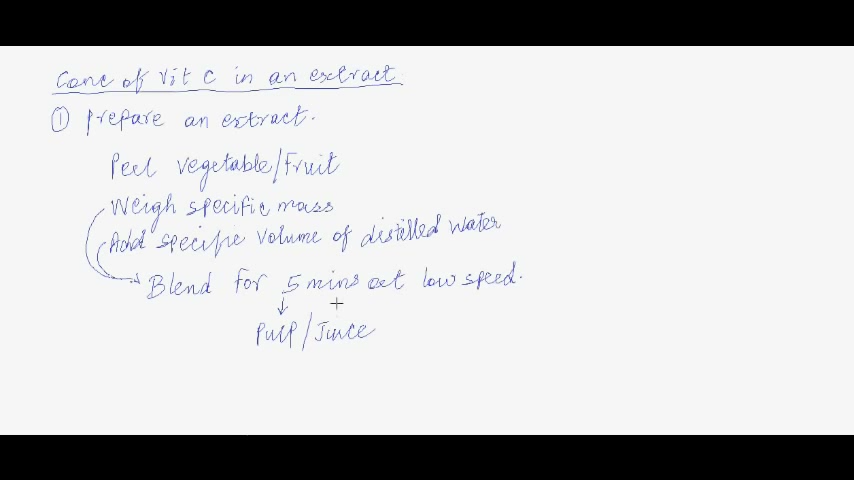 Conc of Vit C in an extract
① Prepare an extract.
Peel vegetable/Fruit
Weigh specific mass
Add specific volume of distilled water
Blend for 5 mins at low speed.
Pulp/Juice